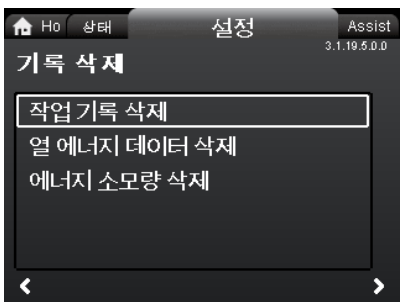 Ho 상태 설정 Assist
3.1.19.5.0.0
기록 삭제
작업 기록 삭제
열 에너지 데이터 삭제
에너지 소모량 삭제